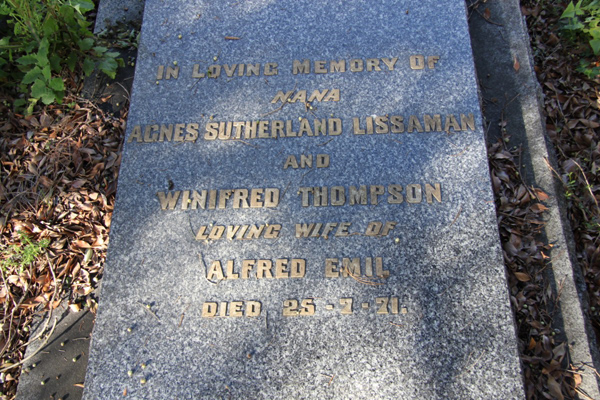 IN LOVING MEMORY OF
NANA
AGNES SUTHERLAND LISSAMAN
AND
WINIFRED THOMPSON
LOVING WIFE OF
ALFRED EMIL
DIED 25-7-71.